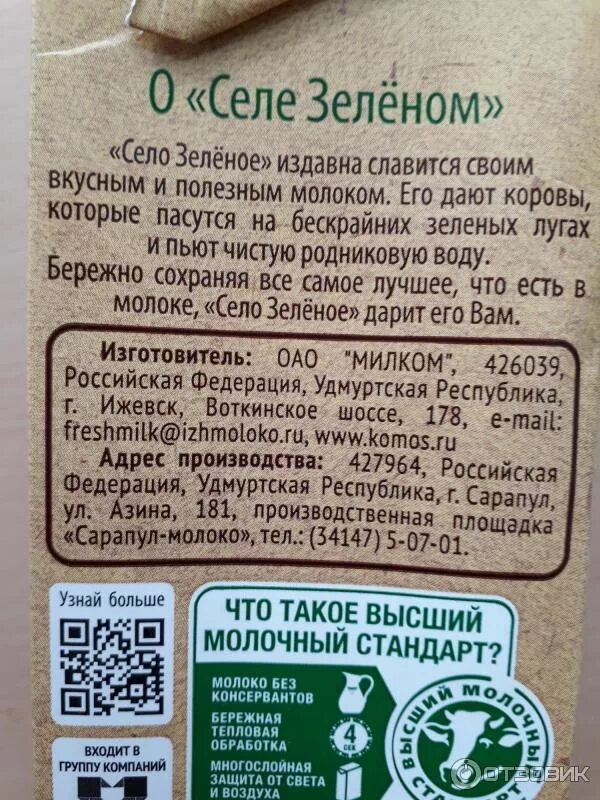 О «Селе Зелёном»
«Село Зелёное» издавна славится своим
вкусным и полезным молоком. Его дают коровы,
которые пасутся на бескрайних зеленых лугах
и пьют чистую родниковую воду.
Бережно сохраняя все самое лучшее, что есть в
молоке, «Село Зелёное» дарит его Вам.
Изготовитель: ОАО "МИЛКОМ", 426039,
Российская Федерация, Удмуртская Республика,
г. Ижевск, Воткинское шоссе, 178, e-mail:
freshmilk@izhmoloko.ru, www.komos.ru
Адрес производства: 427964, Российская
Федерация, Удмуртская Республика, г. Сарапул,
ул. Азина, 181, производственная площадка
«Сарапул-молоко», тел.: (34147) 5-07-01.
Узнай больше
ВХОДИТ В
ГРУППУ КОМПАНИЙ
ЧТО ТАКОЕ ВЫСШИЙ
МОЛОЧНЫЙ СТАНДАРТ?
МОЛОКО БЕЗ
КОНСЕРВАНТОВ
БЕРЕЖНАЯ
ТЕПЛОВАЯ
ОБРАБОТКА
4
СЕК
МНОГОСЛОЙНАЯ
ЗАЩИТА ОТ СВЕТА
И ВОЗДУХА
ВЫСШИЙ МОЛОЧНЫЙ
ОТЗОВИК